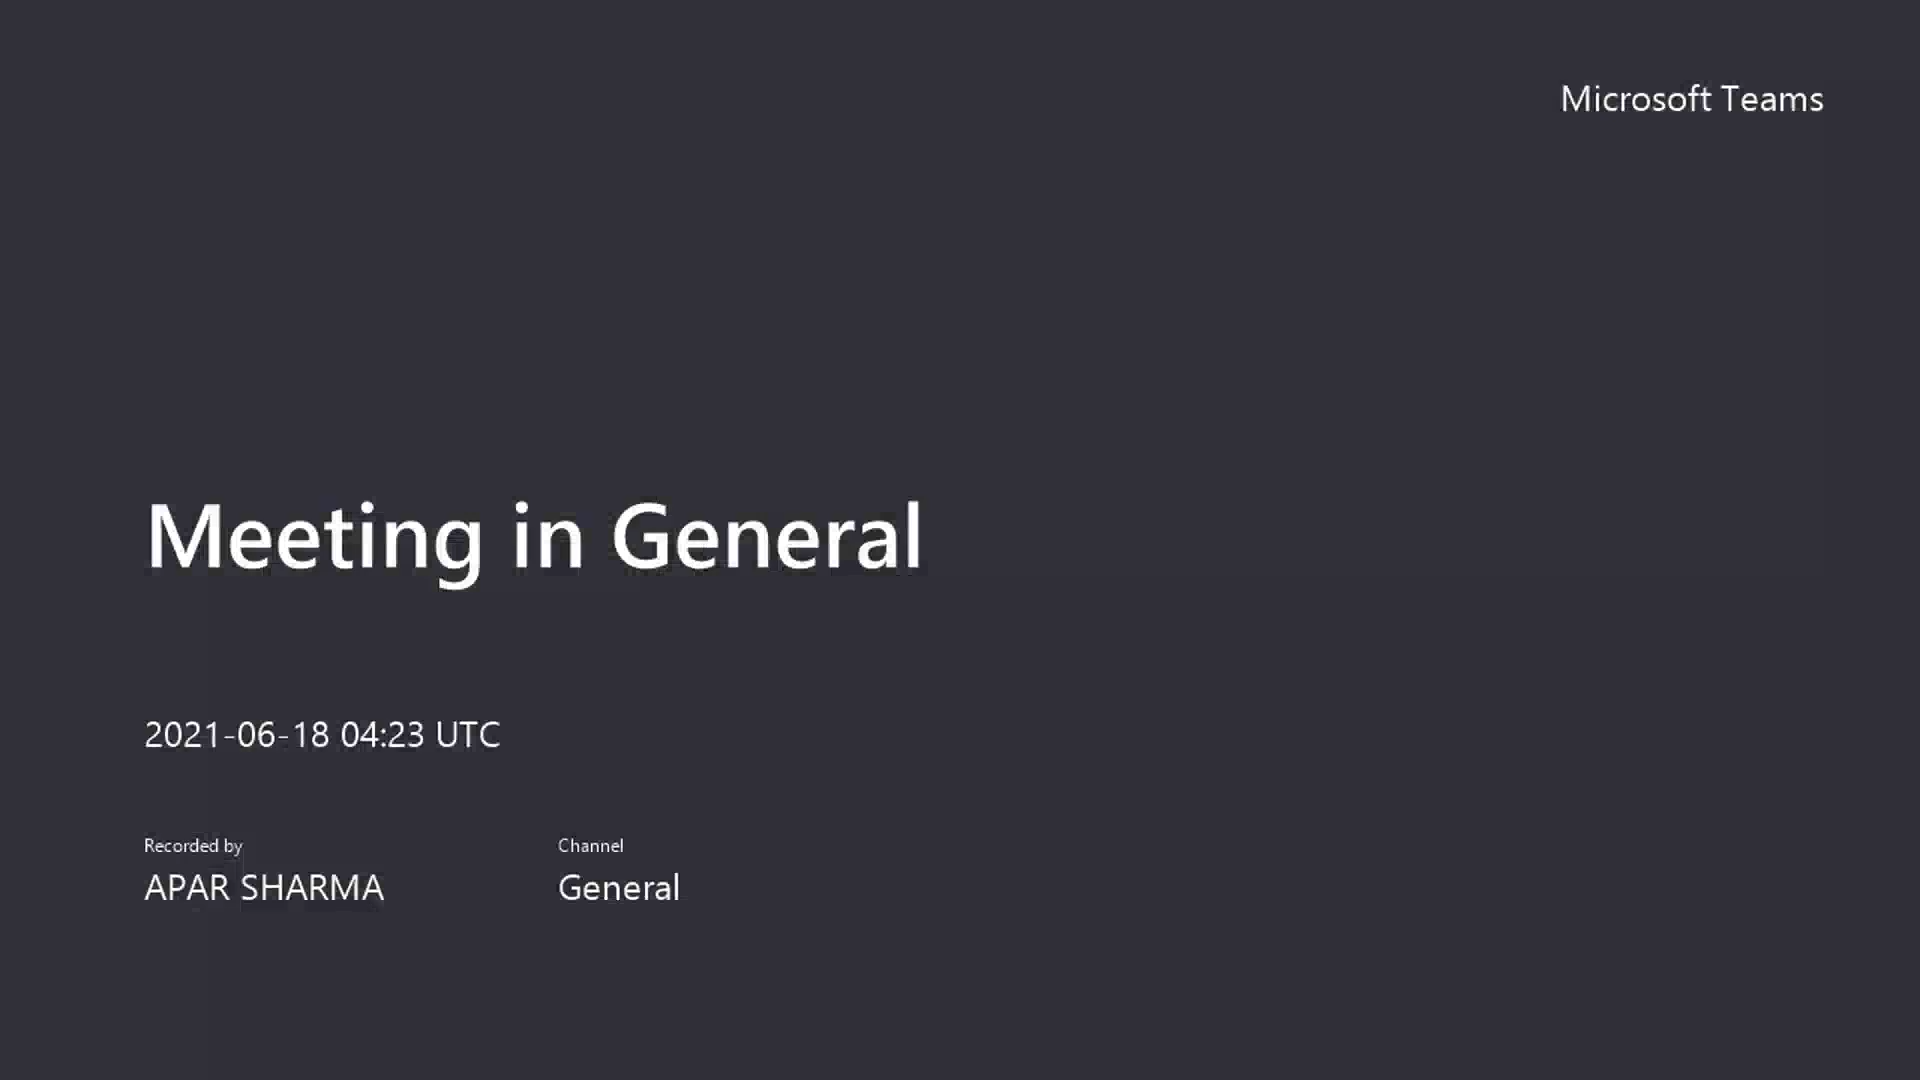 Microsoft Teams
Meeting in General
2021-06-18 04:23 UTC
Recorded by
APAR SHARMA
Channel
General